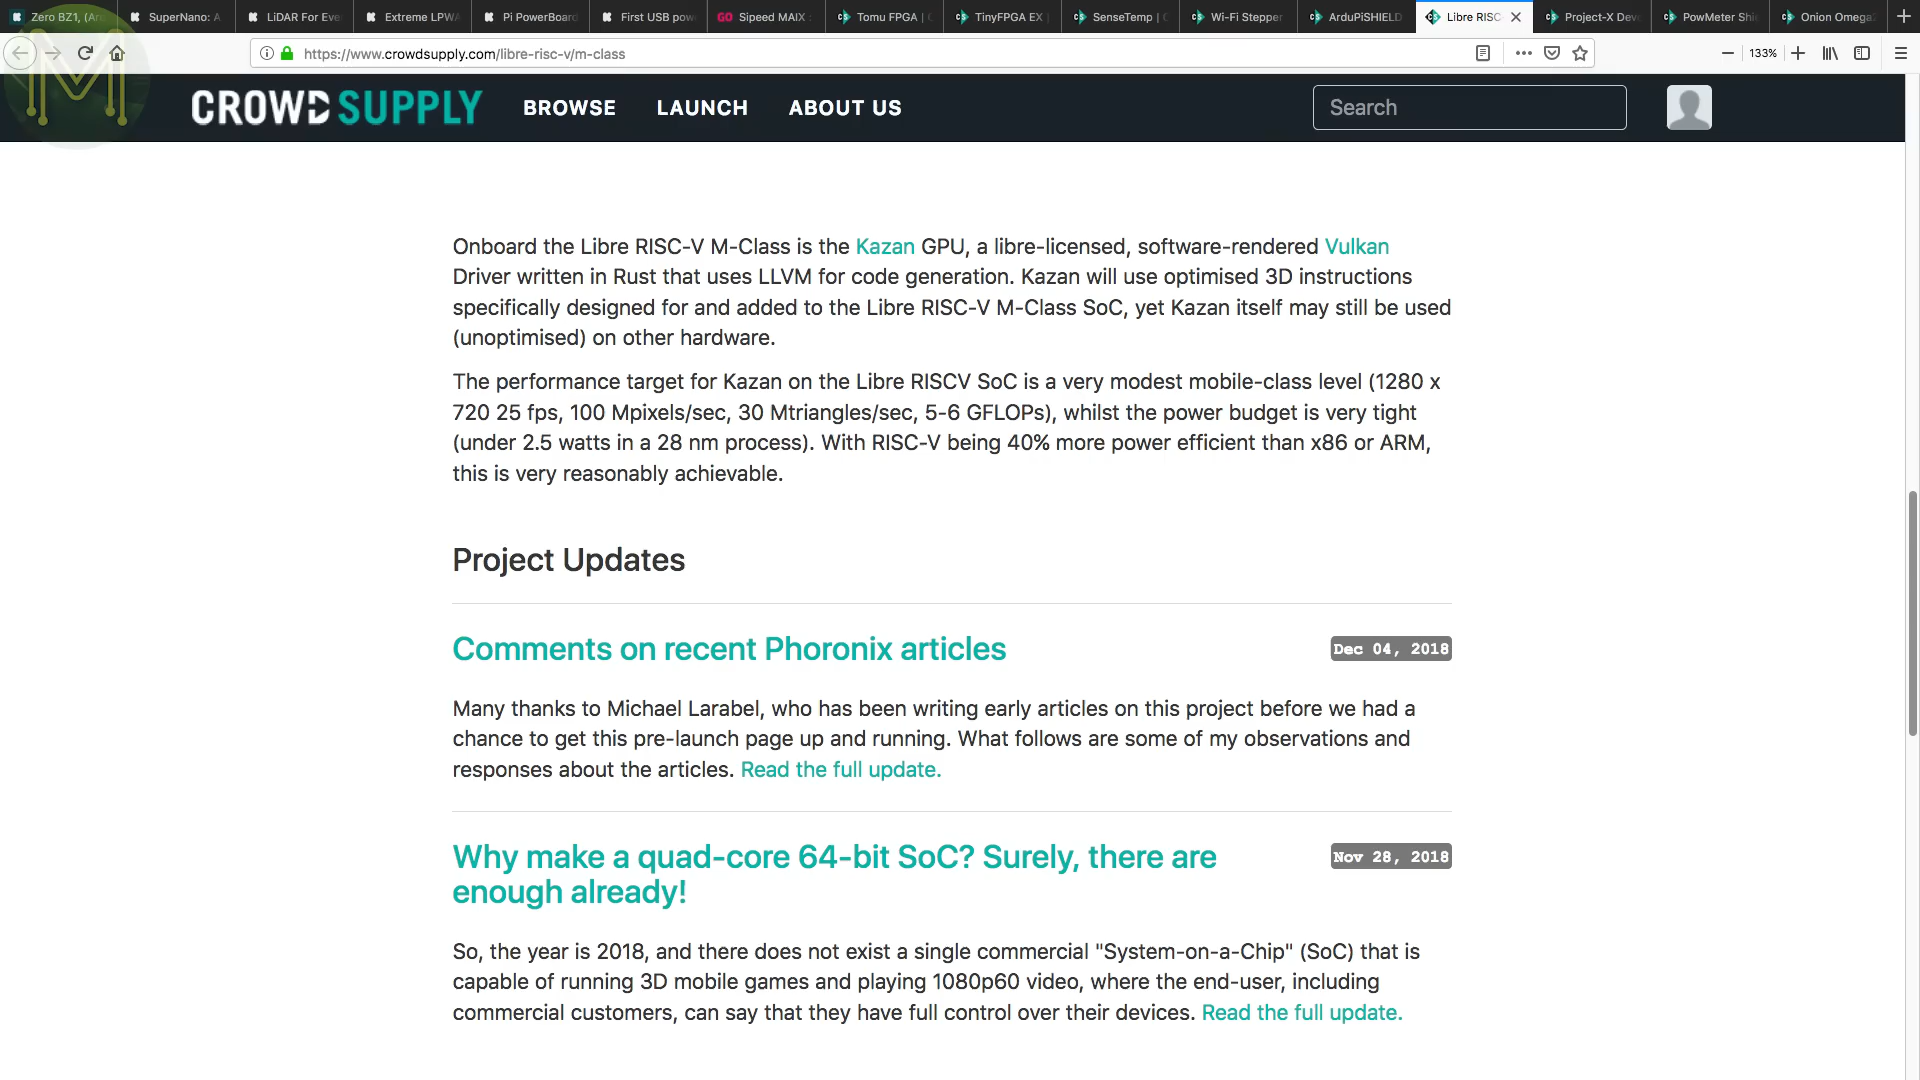 Zero BZ1, (Ar
SuperNano: A
LiDAR For Eve
Extreme LPWA
Pi PowerBoard
First USB pow
GO Sipeed MAIX
Tomu FPGA | C
TinyFPGA EX |
SenseTemp | C
Wi-Fi Stepper
ArduPiSHIELD
Libre RISC
Project-X Deve
PowMeter Shi
Onion Omega
https://www.crowdsupply.com/libre-risc-v/m-class
133%
M
CROWD SUPPLY
BROWSE
LAUNCH
ABOUT US
Search
Onboard the Libre RISC-V M-Class is the Kazan GPU, a libre-licensed, software-rendered Vulkan
Driver written in Rust that uses LLVM for code generation. Kazan will use optimised 3D instructions
specifically designed for and added to the Libre RISC-V M-Class SoC, yet Kazan itself may still be used
(unoptimised) on other hardware.
The performance target for Kazan on the Libre RISCV SoC is a very modest mobile-class level (1280 x
720 25 fps, 100 Mpixels/sec, 30 Mtriangles/sec, 5-6 GFLOPs), whilst the power budget is very tight
(under 2.5 watts in a 28 nm process). With RISC-V being 40% more power efficient than x86 or ARM,
this is very reasonably achievable.
Project Updates
Comments on recent Phoronix articles
Dec 04, 2018
Many thanks to Michael Larabel, who has been writing early articles on this project before we had a
chance to get this pre-launch page up and running. What follows are some of my observations and
responses about the articles. Read the full update.
Why make a quad-core 64-bit SoC? Surely, there are
enough already!
Nov 28, 2018
So, the year is 2018, and there does not exist a single commercial "System-on-a-Chip" (SoC) that is
capable of running 3D mobile games and playing 1080p60 video, where the end-user, including
commercial customers, can say that they have full control over their devices. Read the full update.